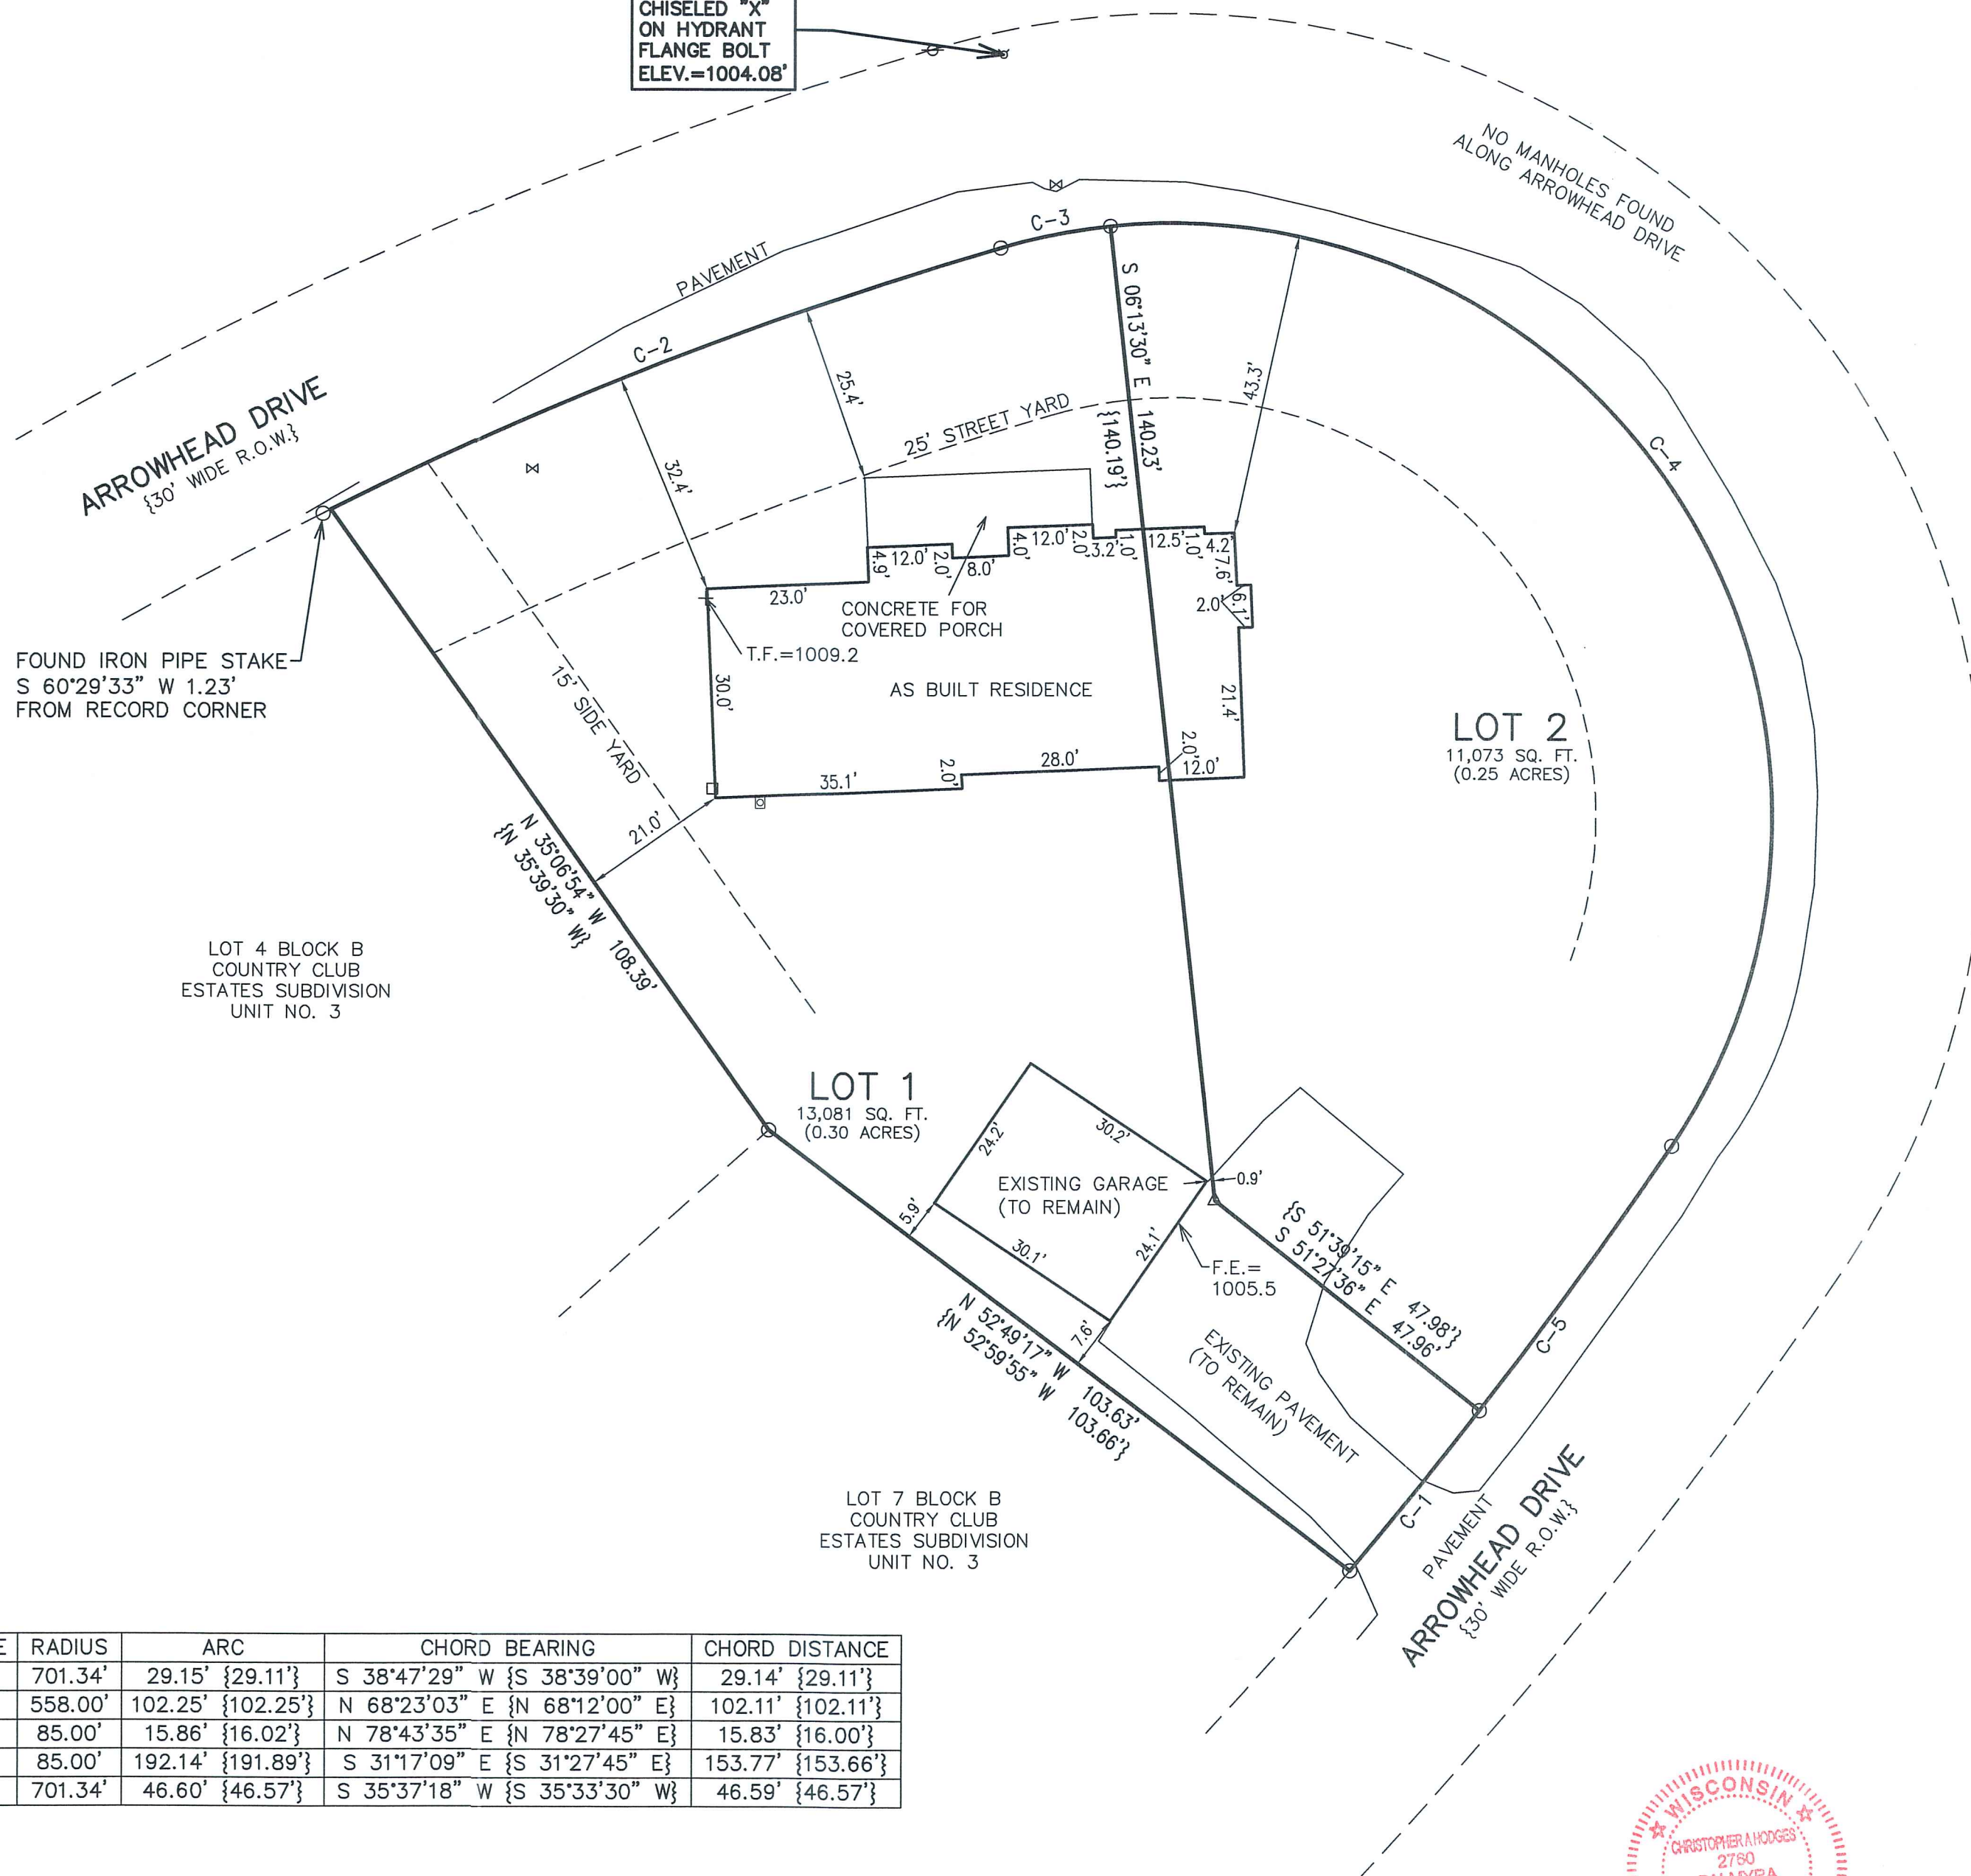 CHISELED "X"
ON HYDRANT
FLANGE BOLT
ELEV.=1004.08'
NO MANHOLES FOUND
ALONG ARROWHEAD DRIVE
C-3
PAVEMENT
C-2
S 06°13'30" E 140.23'
{140.19'}
43.3'
25.4'
32.4'
25' STREET YARD
C-4
ARROWHEAD DRIVE
{30' WIDE R.O.W.}
FOUND IRON PIPE STAKE
S 60°29'33" W 1.23'
FROM RECORD CORNER
23.0'
4.9'
12.0'
2.0'
8.0'
4.0'
12.0'
2.0'
3.2'
1.0'
12.5'
1.0'
4.2'
7.6'
2.0'
6.1'
CONCRETE FOR
COVERED PORCH
T.F.=1009.2
30.0'
AS BUILT RESIDENCE
21.4'
15' SIDE YARD
35.1'
2.0'
28.0'
2.0'
12.0'
21.0'
LOT 2
11,073 SQ. FT.
(0.25 ACRES)
N 35°06'54" W 108.39'
{N 35°39'30" W}
LOT 4 BLOCK B
COUNTRY CLUB
ESTATES SUBDIVISION
UNIT NO. 3
LOT 1
13,081 SQ. FT.
(0.30 ACRES)
24.2'
30.2'
EXISTING GARAGE
(TO REMAIN)
0.9'
5.9'
30.1'
24.1'
F.E.=
1005.5
{S 51°39'15" E 47.98'}
S 51°27'36" E 47.96'
7.6'
N 52°49'17" W 103.63'
{N 52°59'55" W 103.66'}
EXISTING PAVEMENT
(TO REMAIN)
C-5
C-1
PAVEMENT
ARROWHEAD DRIVE
{30' WIDE R.O.W.}
LOT 7 BLOCK B
COUNTRY CLUB
ESTATES SUBDIVISION
UNIT NO. 3
E RADIUS ARC CHORD BEARING CHORD DISTANCE
701.34' 29.15' {29.11'} S 38°47'29" W {S 38°39'00" W} 29.14' {29.11'}
558.00' 102.25' {102.25'} N 68°23'03" E {N 68°12'00" E} 102.11' {102.11'}
85.00' 15.86' {16.02'} N 78°43'35" E {N 78°27'45" E} 15.83' {16.00'}
85.00' 192.14' {191.89'} S 31°17'09" E {S 31°27'45" E} 153.77' {153.66'}
701.34' 46.60' {46.57'} S 35°37'18" W {S 35°33'30" W} 46.59' {46.57'}
WISCONSIN
CHRISTOPHER A HODGES
2760